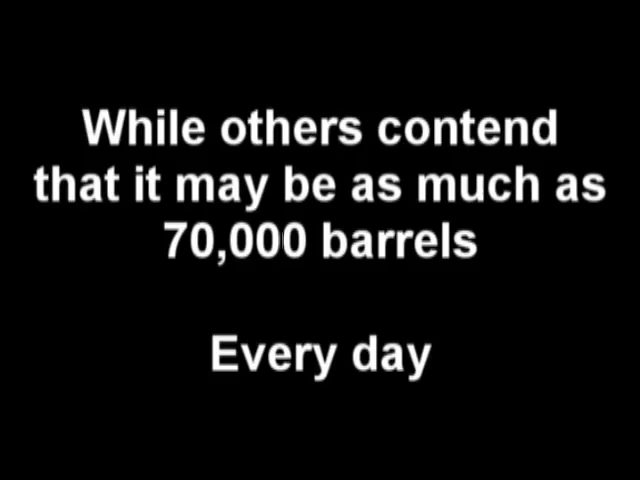 While others contend
that it may be as much as
70,000 barrels
Every day